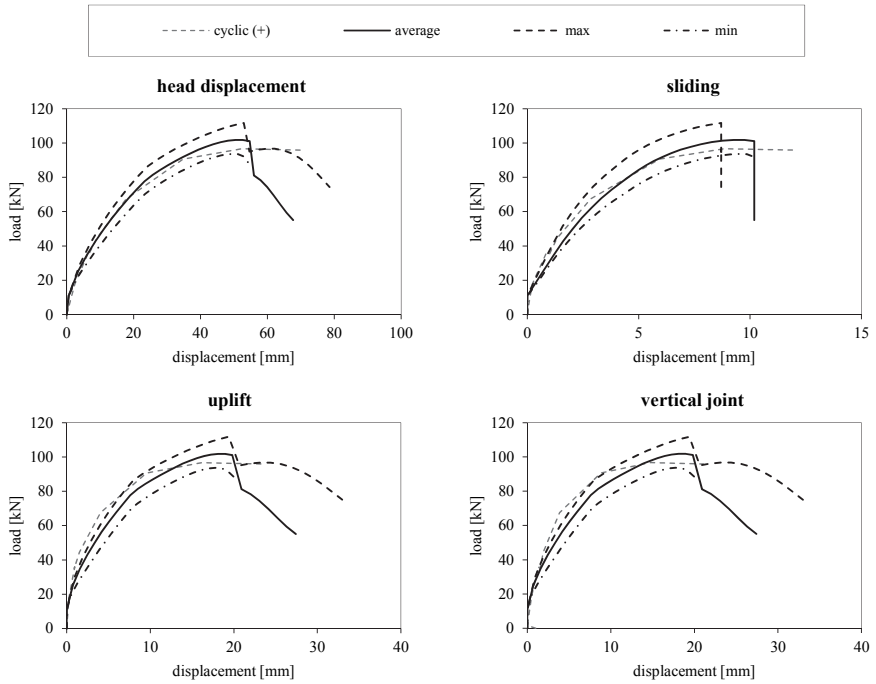 cyclic (+) average max min
head displacement
120
100
80
60
40
20
0
load [kN]
0 20 40 60 80 100
displacement [mm]
sliding
120
100
80
60
40
20
0
load [kN]
0 5 10 15
displacement [mm]
uplift
120
100
80
60
40
20
0
load [kN]
0 10 20 30 40
displacement [mm]
vertical joint
120
100
80
60
40
20
0
load [kN]
0 10 20 30 40
displacement [mm]